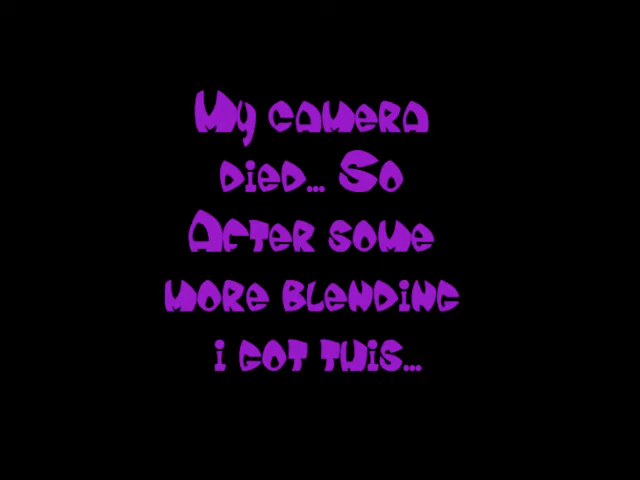 My camera
died... So
After some
more blending
i got this...